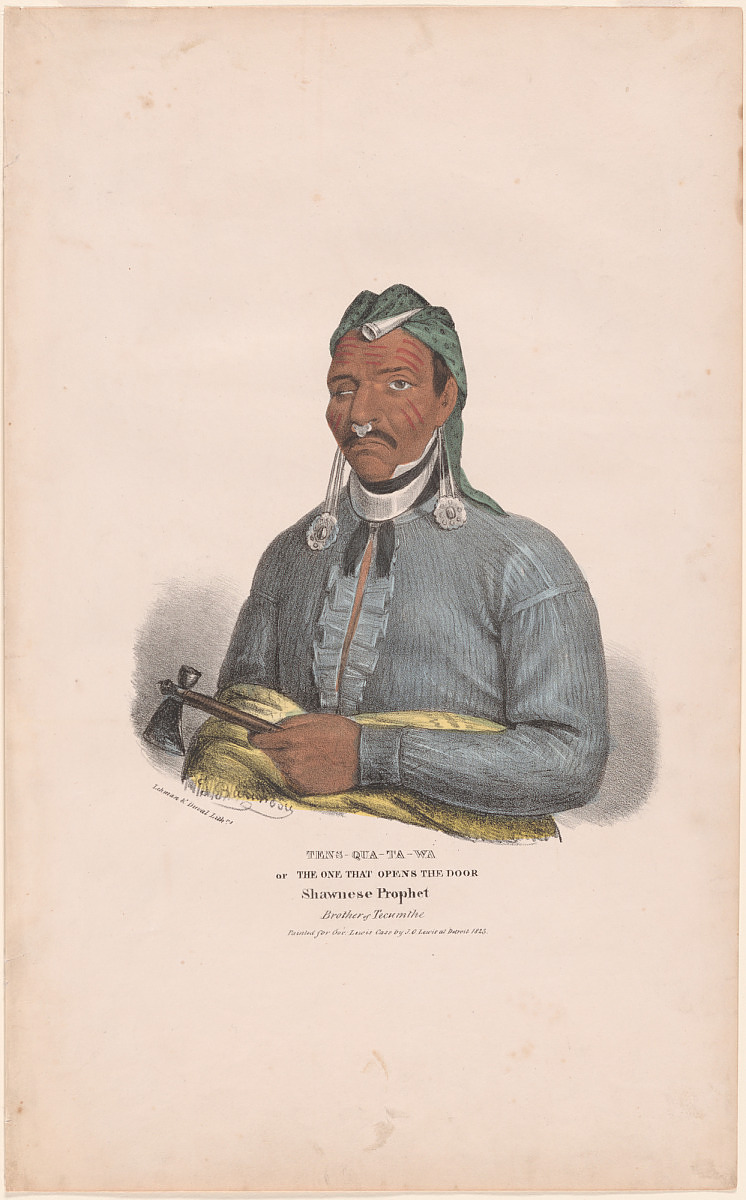 Lehman & Duval Lith.rs
TENS-QUA-TA-WA
or THE ONE THAT OPENS THE DOOR
Shawnese Prophet
Brother of Tecumthe
Painted for Gov. Lewis Cass by J.O. Lewis at Detroit 1825.